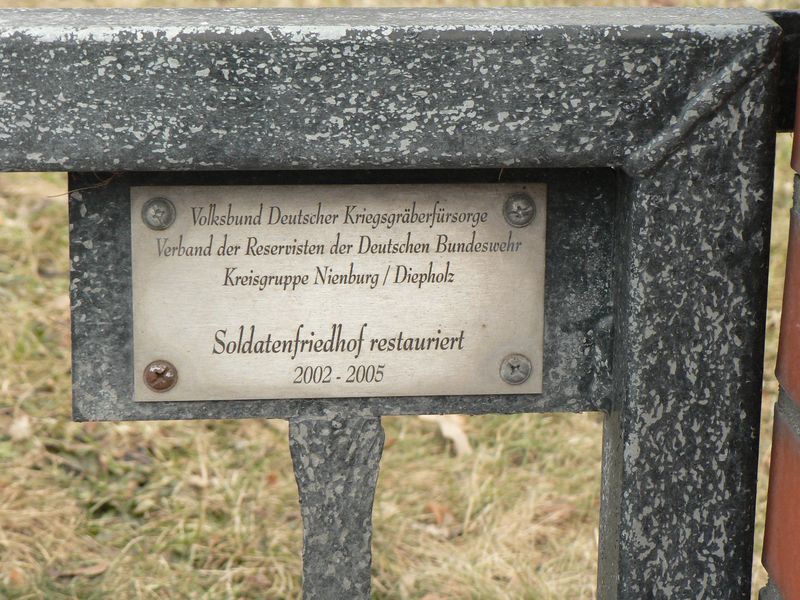 Volksbund Deutscher Kriegsgräberfürsorge
Verband der Reservisten der Deutschen Bundeswehr
Kreisgruppe Nienburg / Diepholz
Soldatenfriedhof restauriert
2002 - 2005